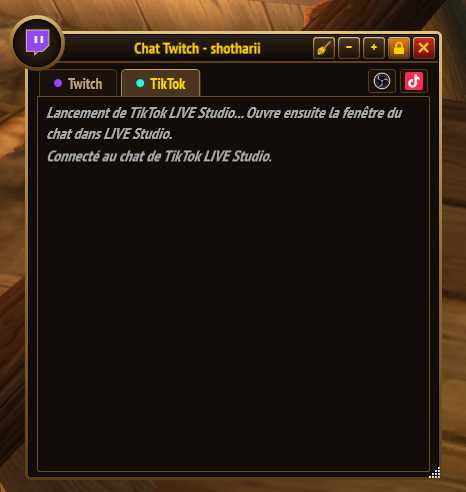 Chat Twitch - shotharii
Twitch
TikTok
Lancement de TikTok LIVE Studio... Ouvre ensuite la fenêtre du
chat dans LIVE Studio.
Connecté au chat de TikTok LIVE Studio.